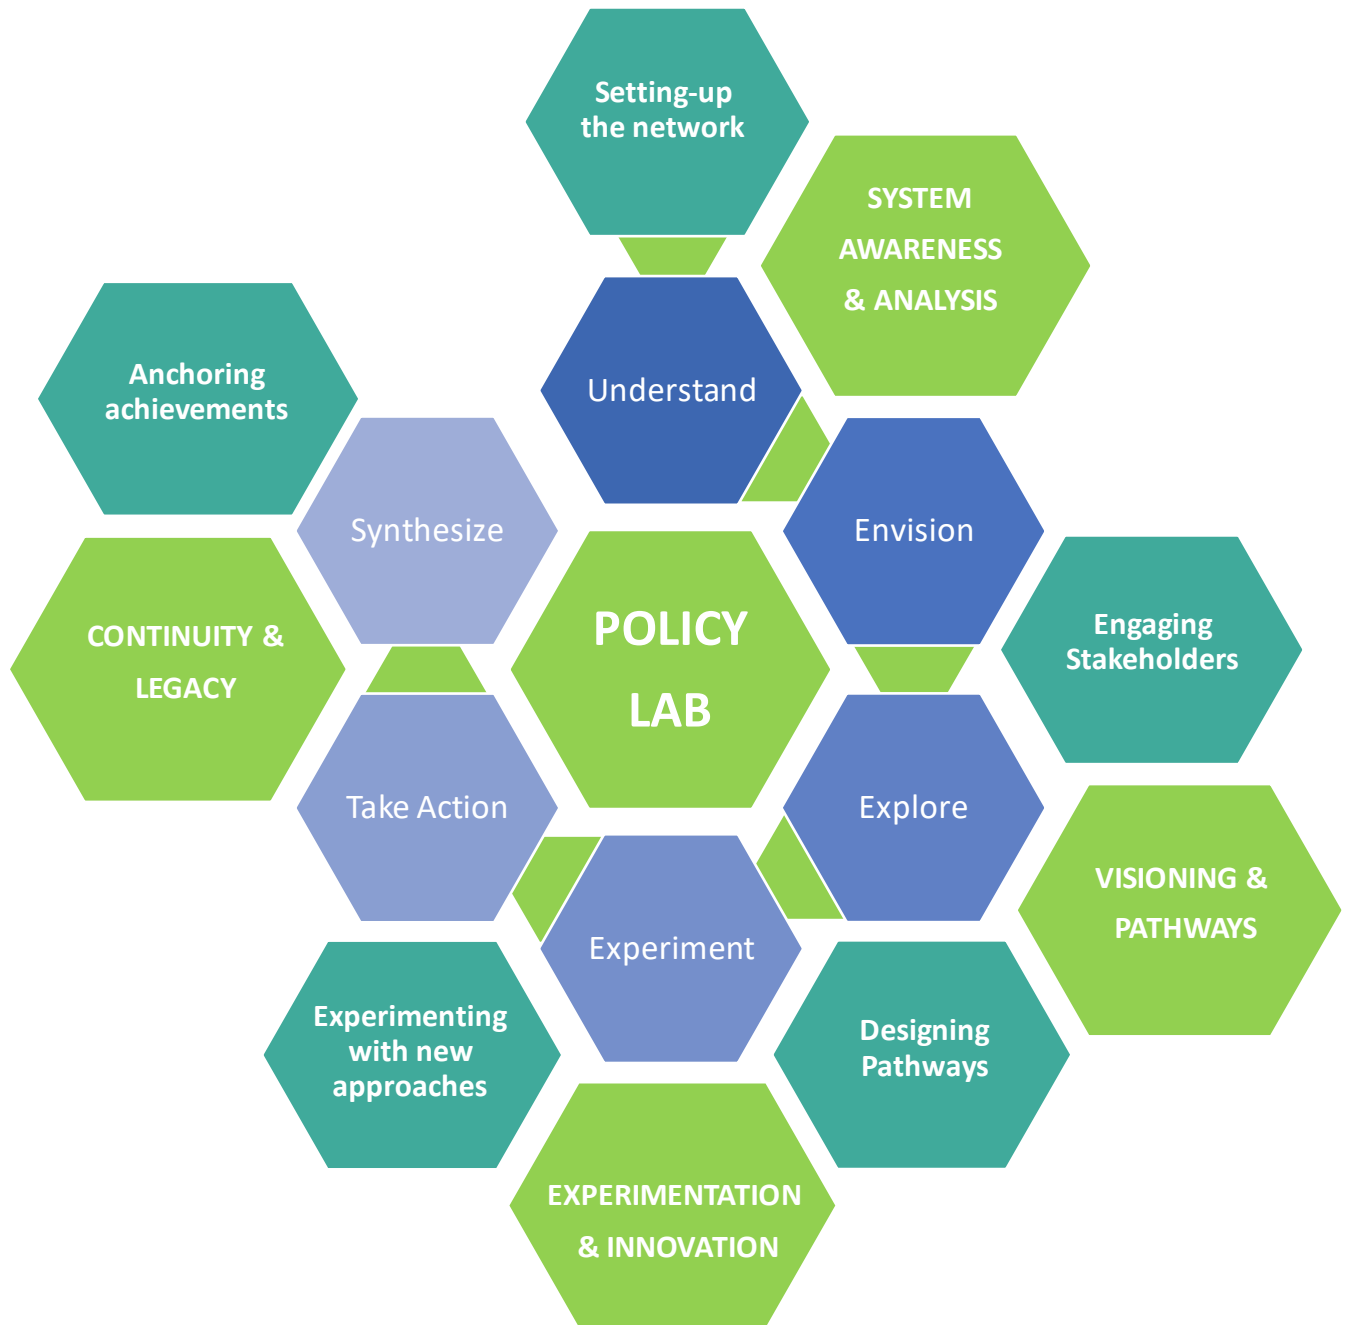 Setting-up
the network
SYSTEM
AWARENESS
& ANALYSIS
Anchoring
achievements
Understand
Synthesize
Envision
CONTINUITY &
LEGACY
POLICY
LAB
Engaging
Stakeholders
Take Action
Explore
VISIONING &
PATHWAYS
Experiment
Experimenting
with new
approaches
Designing
Pathways
EXPERIMENTATION
& INNOVATION